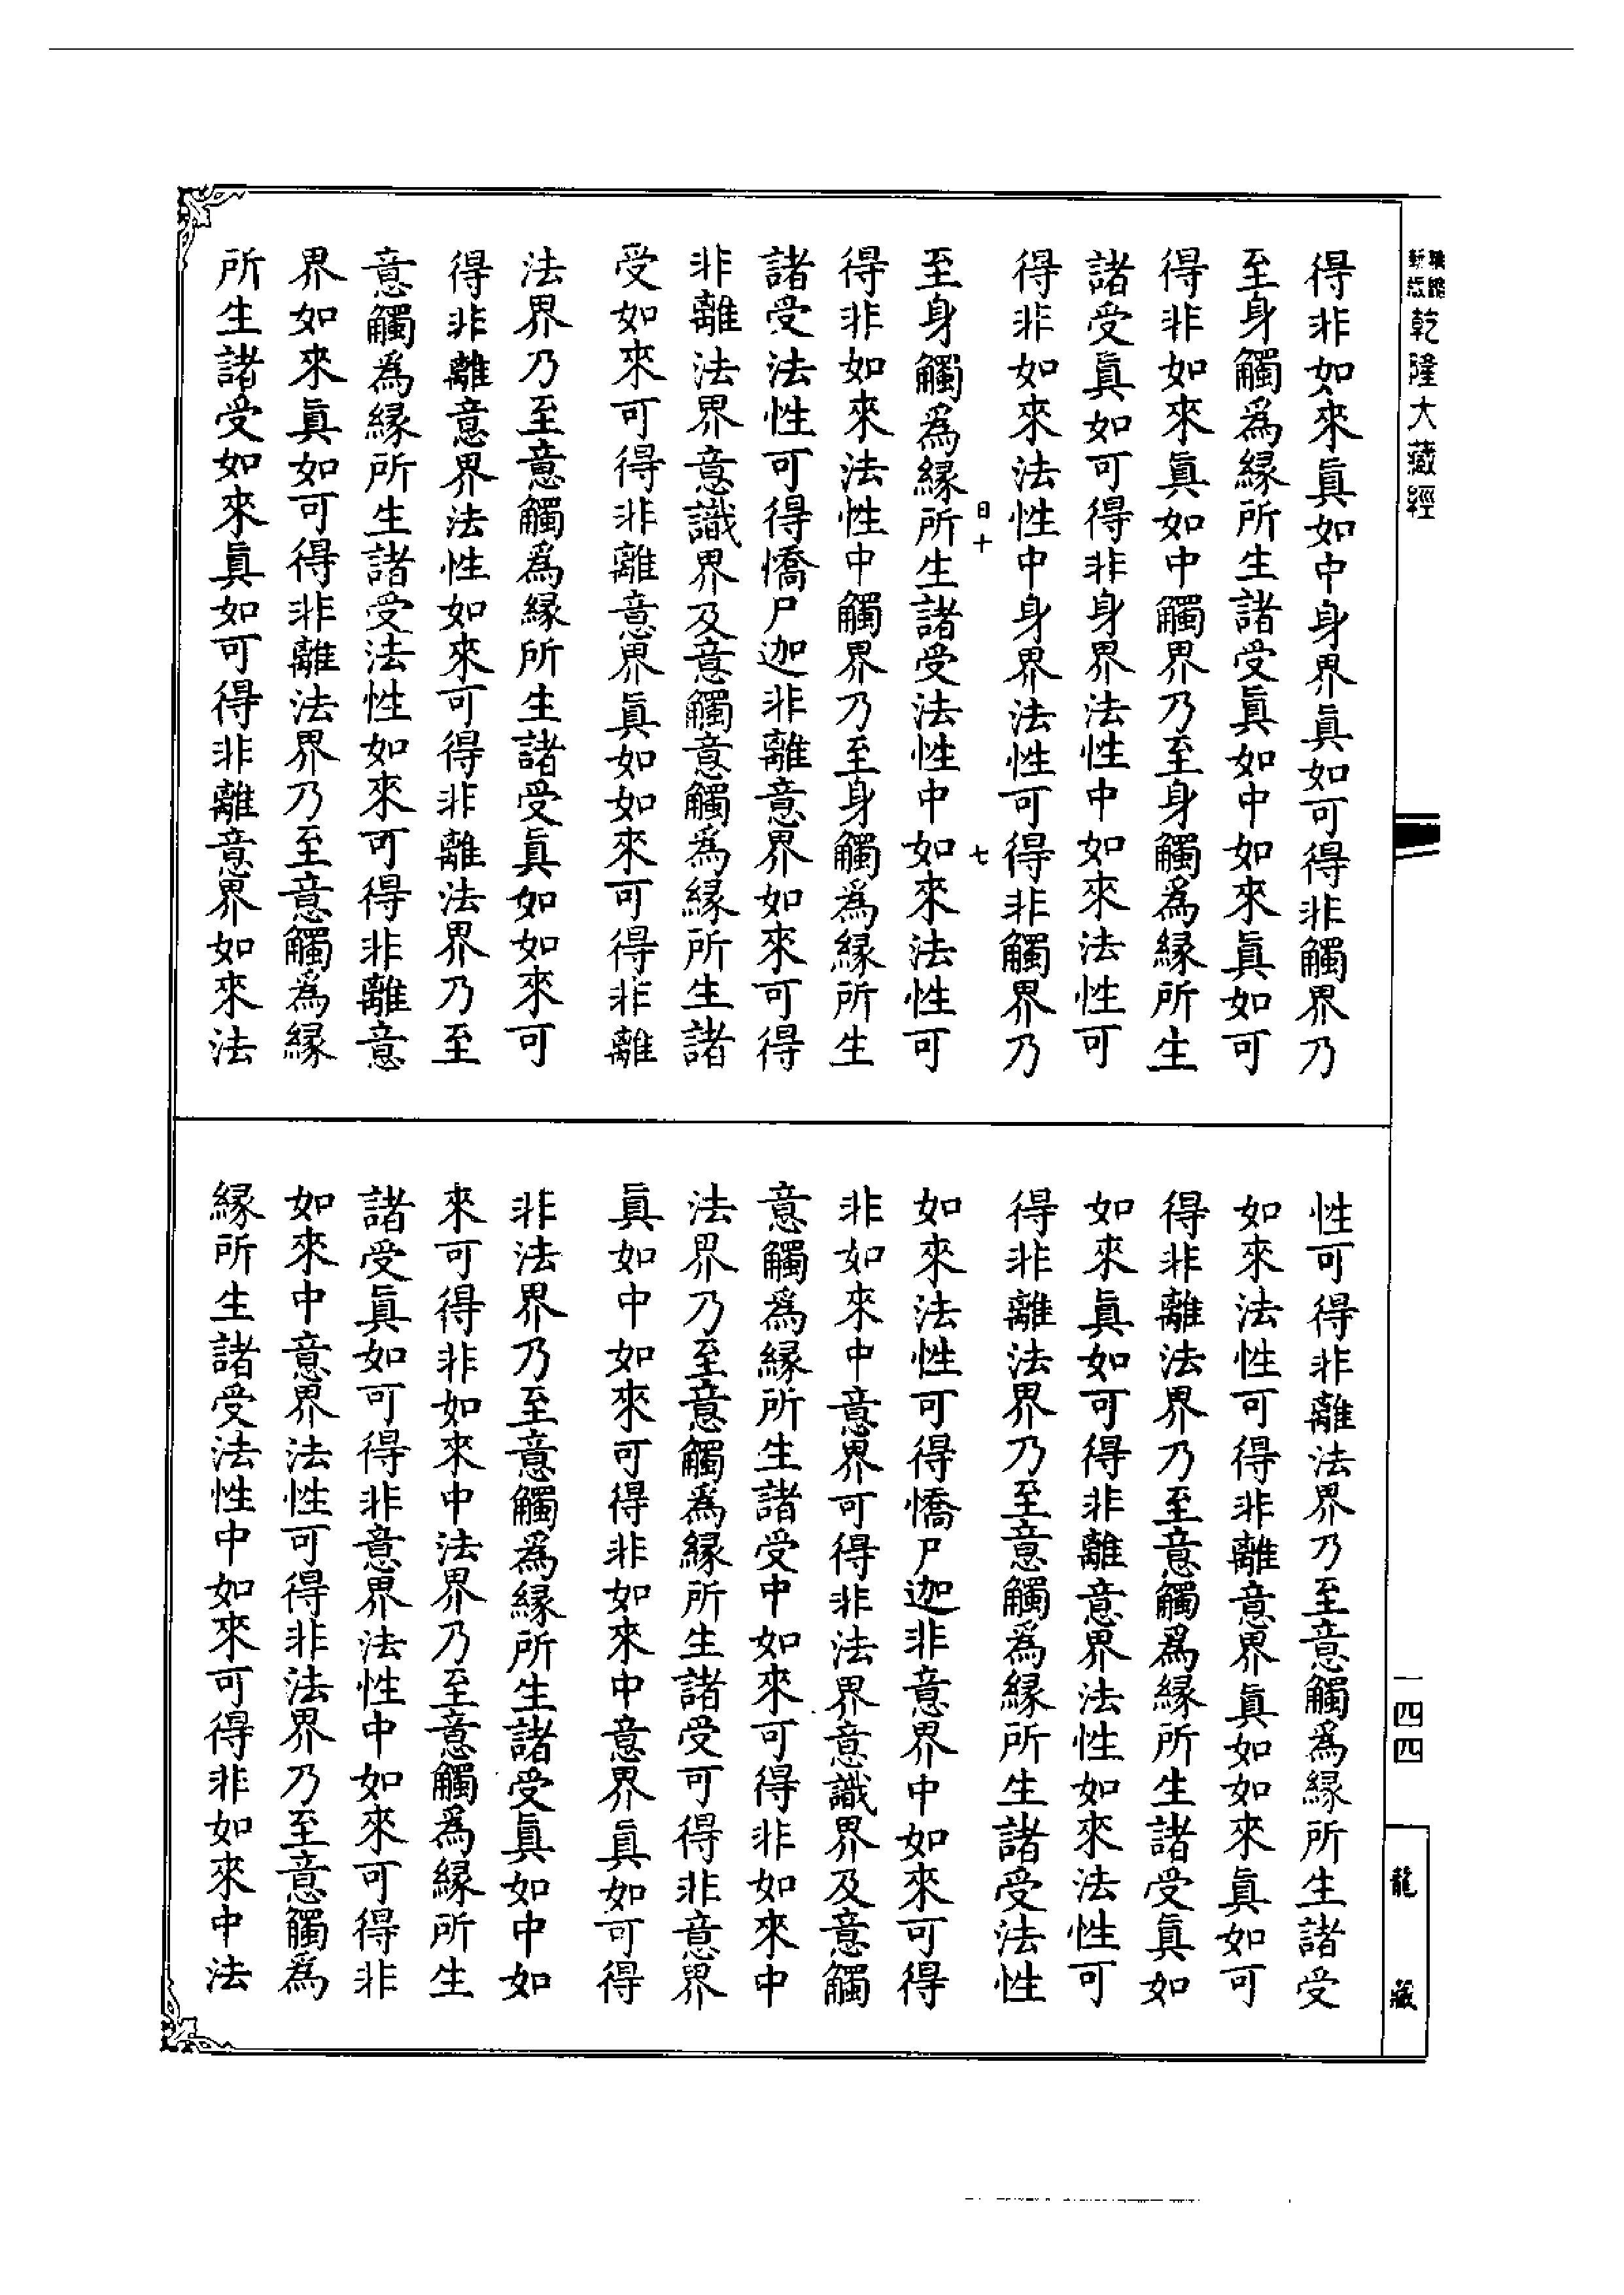 乾隆大藏經
得非如來眞如中身界眞如可得非觸界乃
至身觸爲緣所生諸受眞如中如來眞如可
得非如來眞如中觸界乃至身觸爲緣所生
諸受眞如可得非身界法性中如來法性可
得非如來法性中身界法性可得非觸界乃
日十 七
至身觸爲緣所生諸受法性中如來法性可
得非如來法性中觸界乃至身觸爲緣所生
諸受法性可得憍尸迦非離意界如來可得
非離法界意識界及意觸意觸爲緣所生諸
受如來可得非離意界眞如如來可得非離
法界乃至意觸爲緣所生諸受眞如如來可
得非離意界法性如來可得非離法界乃至
意觸爲緣所生諸受法性如來可得非離意
界如來眞如可得非離法界乃至意觸爲緣
所生諸受如來眞如可得非離意界如來法
性可得非離法界乃至意觸爲緣所生諸受
如來法性可得非離意界眞如如來眞如可
得非離法界乃至意觸爲緣所生諸受眞如
如來眞如可得非離意界法性如來法性可
得非離法界乃至意觸爲緣所生諸受法性
如來法性可得憍尸迦非意界中如來可得
非如來中意界可得非法界意識界及意觸
意觸爲緣所生諸受中如來可得非如來中
法界乃至意觸爲緣所生諸受可得非意界
眞如中如來可得非如來中意界眞如可得
非法界乃至意觸爲緣所生諸受眞如中如
來可得非如來中法界乃至意觸爲緣所生
諸受眞如可得非意界法性中如來可得非
如來中意界法性可得非法界乃至意觸爲
緣所生諸受法性中如來可得非如來中法
一四四
龍藏